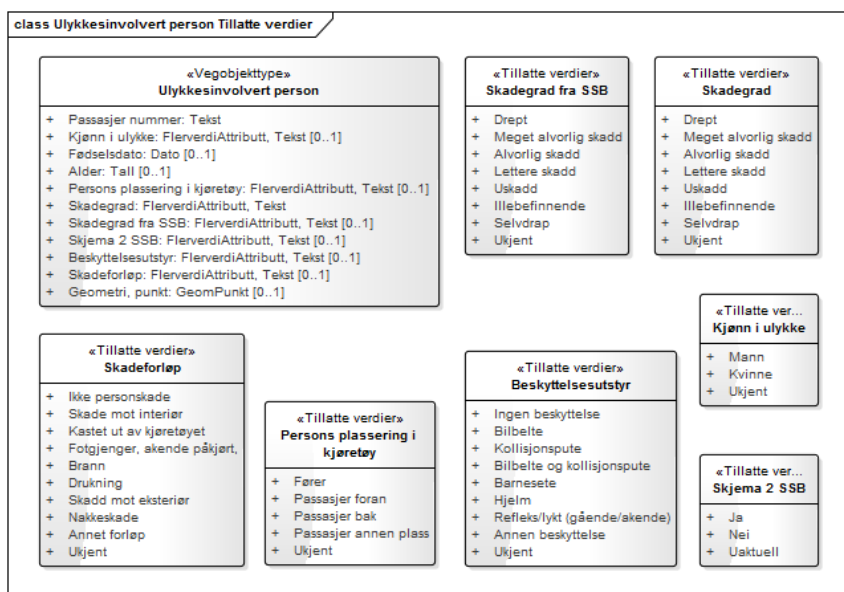 class Ulykkesinvolvert person Tillatte verdier
«Vegobjekttype»
Ulykkesinvolvert person
+ Passasjer nummer: Tekst
+ Kjønn i ulykke: FlerverdiAttributt, Tekst [0..1]
+ Fødselsdato: Dato [0..1]
+ Alder: Tall [0..1]
+ Persons plassering i kjøretøy: FlerverdiAttributt, Tekst [0..1]
+ Skadegrad: FlerverdiAttributt, Tekst
+ Skadegrad fra SSB: FlerverdiAttributt, Tekst [0..1]
+ Skjema 2 SSB: FlerverdiAttributt, Tekst [0..1]
+ Beskyttelsesutstyr: FlerverdiAttributt, Tekst [0..1]
+ Skadeforløp: FlerverdiAttributt, Tekst [0..1]
+ Geometri, punkt: GeomPunkt [0..1]
«Tillatte verdier»
Skadegrad fra SSB
+ Drept
+ Meget alvorlig skadd
+ Alvorlig skadd
+ Lettere skadd
+ Uskadd
+ Illebefinnende
+ Selvdrap
+ Ukjent
«Tillatte verdier»
Skadegrad
+ Drept
+ Meget alvorlig skadd
+ Alvorlig skadd
+ Lettere skadd
+ Uskadd
+ Illebefinnende
+ Selvdrap
+ Ukjent
«Tillatte verdier»
Skadeforløp
+ Ikke personskade
+ Skade mot interiør
+ Kastet ut av kjøretøyet
+ Fotgjenger, akende påkjørt,
+ Brann
+ Drukning
+ Skadd mot eksteriør
+ Nakkeskade
+ Annet forløp
+ Ukjent
«Tillatte verdier»
Persons plassering i
kjøretøy
+ Fører
+ Passasjer foran
+ Passasjer bak
+ Passasjer annen plass
+ Ukjent
«Tillatte verdier»
Beskyttelsesutstyr
+ Ingen beskyttelse
+ Bilbelte
+ Kollisjonspute
+ Bilbelte og kollisjonspute
+ Barnesete
+ Hjelm
+ Refleks/lykt (gående/akende)
+ Annen beskyttelse
+ Ukjent
«Tillatte ver...
Kjønn i ulykke
+ Mann
+ Kvinne
+ Ukjent
«Tillatte ver...
Skjema 2 SSB
+ Ja
+ Nei
+ Uaktuell